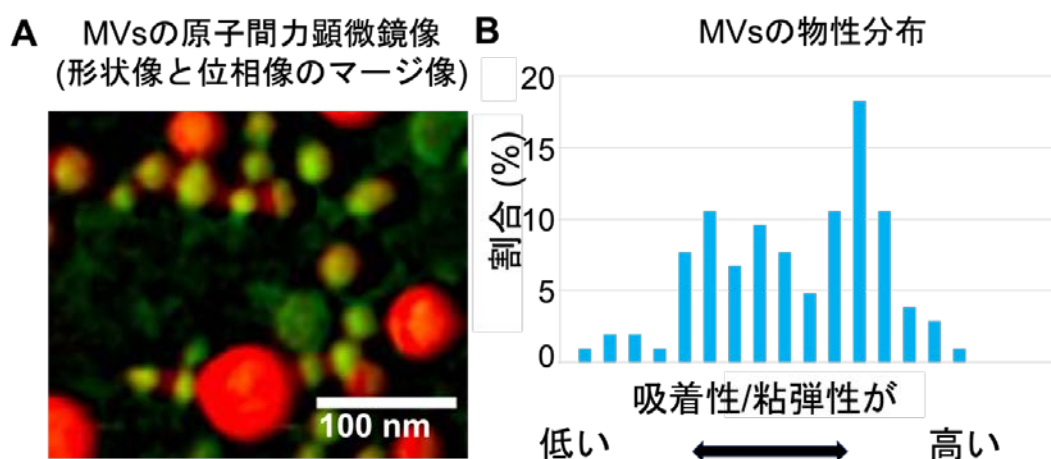 A MVsの原子間力顕微鏡像
(形状像と位相像のマージ像)
100 nm
B MVsの物性分布
割合 (%)
20
15
10
5
0
吸着性/粘弾性が
低い 高い